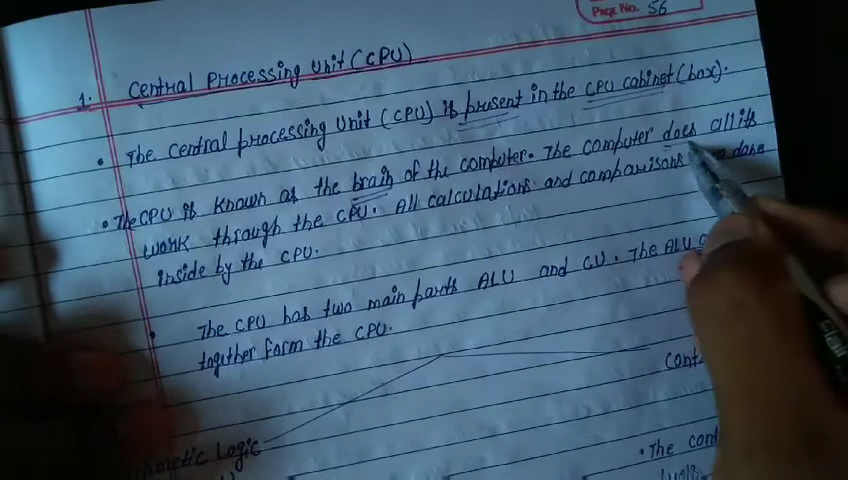 Page No. 56
1. Central Processing Unit (CPU)
• The central processing Unit (CPU) is present in the CPU cabinet (box).
• The CPU is known as the brain of the computer. The computer does all its
work through the CPU. All calculations and comparisons done
inside by the CPU.
• The CPU has two main parts ALU and CU. The ALU
together form the CPU.
Logic
• The